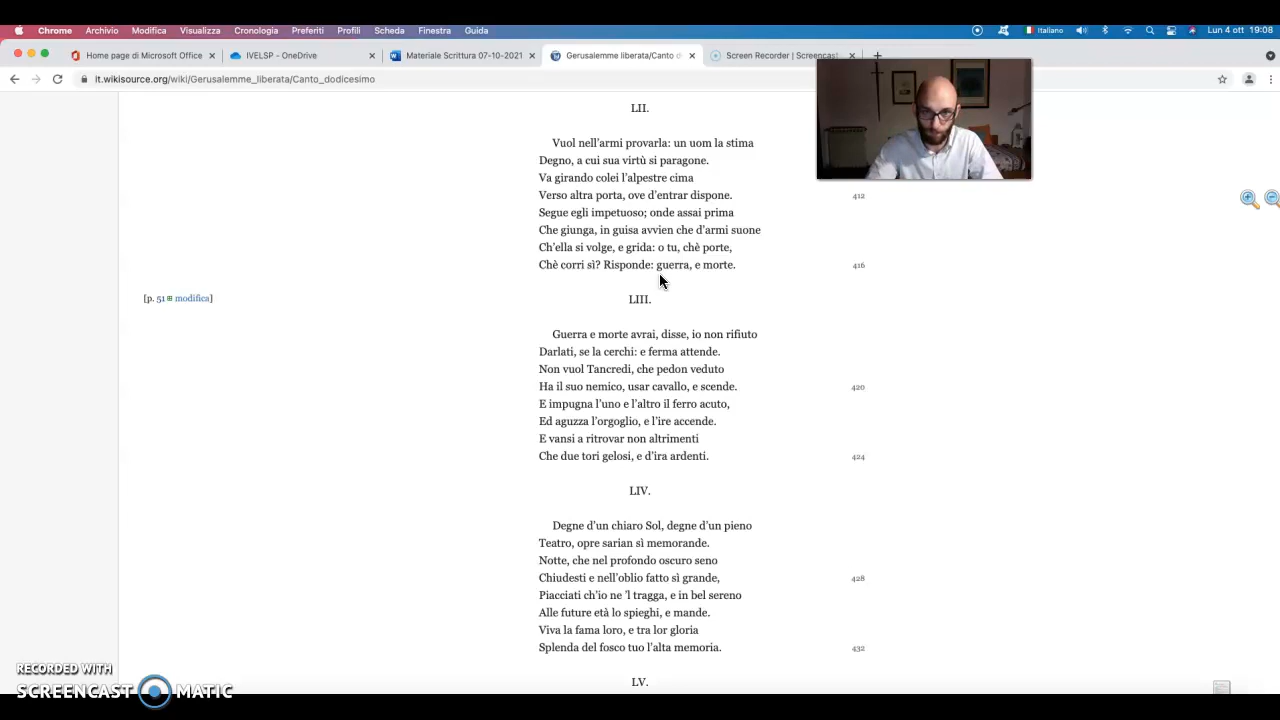 Chrome Archivio Modifica Visualizza Cronologia Preferiti Profili Scheda Finestra Guida
Italiano Lun 4 ott 19:08
Home page di Microsoft Office
IVELSP - OneDrive
Materiale Scrittura 07-10-2021
Gerusalemme liberata/Canto d
Screen Recorder | Screencast
it.wikisource.org/wiki/Gerusalemme_liberata/Canto_dodicesimo
LII.
Vuol nell'armi provarla: un uom la stima
Degno, a cui sua virtù si paragone.
Va girando colei l'alpestre cima
Verso altra porta, ove d'entrar dispone. 412
Segue egli impetuoso; onde assai prima
Che giunga, in guisa avvien che d'armi suone
Ch'ella si volge, e grida: o tu, chè porte,
Chè corri sì? Risponde: guerra, e morte. 416
[p. 51 modifica]
LIII.
Guerra e morte avrai, disse, io non rifiuto
Darlati, se la cerchi: e ferma attende.
Non vuol Tancredi, che pedon veduto
Ha il suo nemico, usar cavallo, e scende. 420
E impugna l'uno e l'altro il ferro acuto,
Ed aguzza l'orgoglio, e l'ire accende.
E vansi a ritrovar non altrimenti
Che due tori gelosi, e d'ira ardenti. 424
LIV.
Degne d'un chiaro Sol, degne d'un pieno
Teatro, opre sarian sì memorande.
Notte, che nel profondo oscuro seno
Chiudesti e nell'oblio fatto sì grande, 428
Piacciati ch'io ne 'l tragga, e in bel sereno
Alle future età lo spieghi, e mande.
Viva la fama loro, e tra lor gloria
Splenda del fosco tuo l'alta memoria. 432
LV.
RECORDED WITH
SCREENCAST MATIC